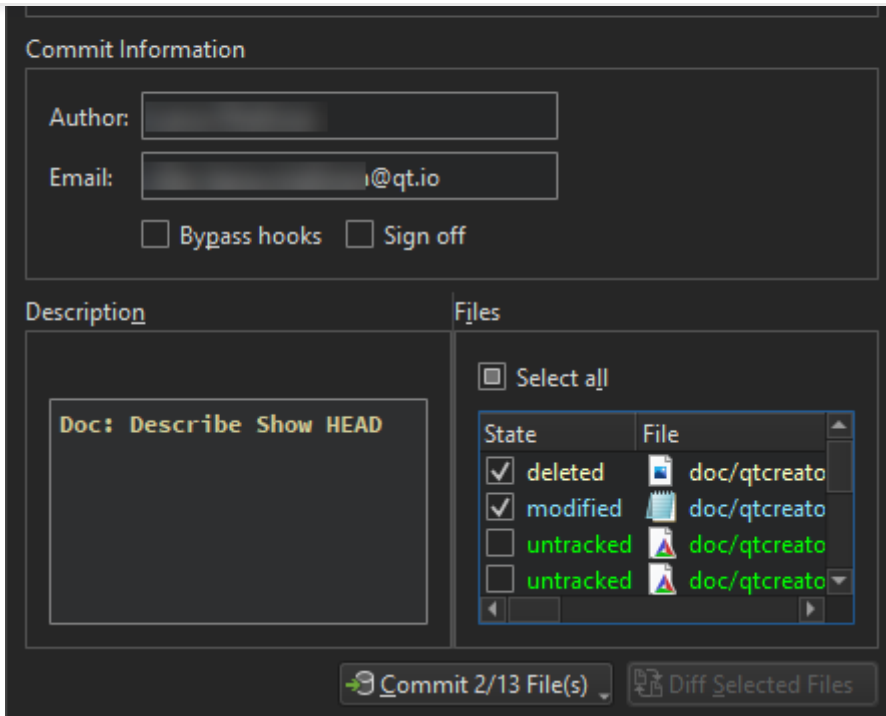 Commit Information
Author:
Email: @qt.io
Bypass hooks Sign off
Description
Files
Select all
Doc: Describe Show HEAD
State File
deleted doc/qtcreato
modified doc/qtcreato
untracked doc/qtcreato
untracked doc/qtcreato
Commit 2/13 File(s) Diff Selected Files